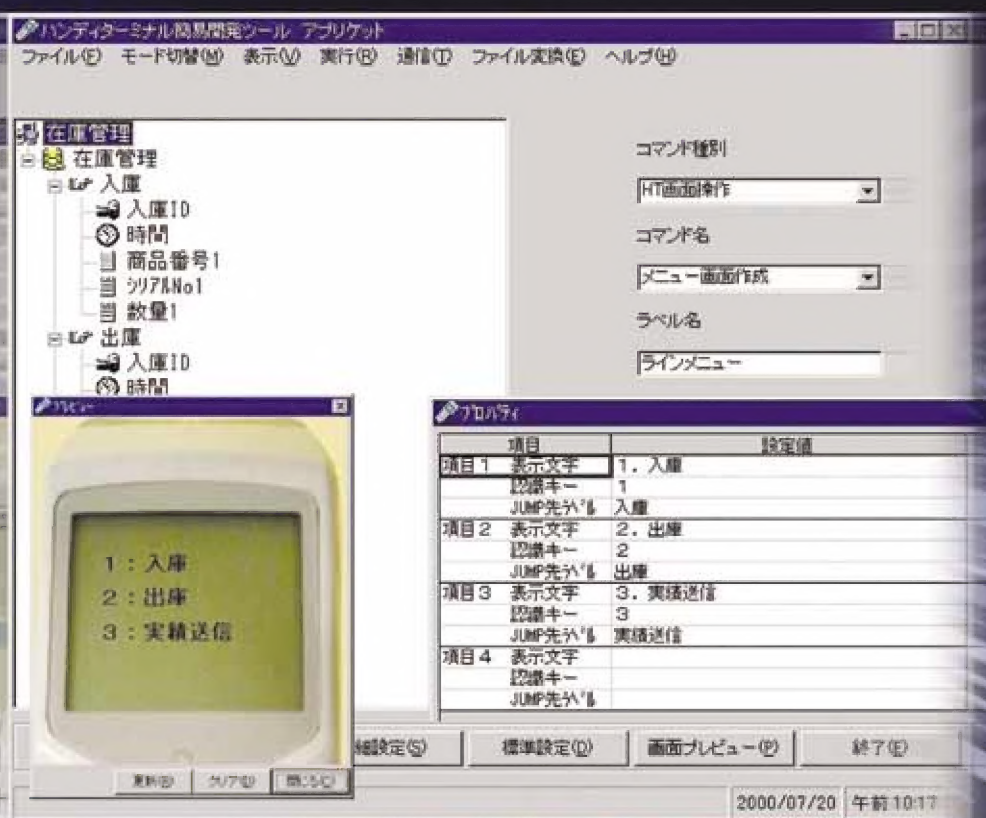 ハンディターミナル簡易開発ツール アプリケット
ファイル(F) モード切替(M) 表示(V) 実行(R) 通信(T) ファイル変換(E) ヘルプ(H)
在庫管理
在庫管理
入庫
入庫ID
時間
商品番号1
シリアルNo1
数量1
出庫
入庫ID
時間
コマンド種別
HT画面操作
コマンド名
メニュー画面作成
ラベル名
ラインメニュー
プレビュー
1:入庫
2:出庫
3:実績送信
更新(R) クリア(D) 閉じる(C)
プロパティ
項目 設定値
項目1 表示文字 1. 入庫
認識キー 1
JUMP先ラベル 入庫
項目2 表示文字 2. 出庫
認識キー 2
JUMP先ラベル 出庫
項目3 表示文字 3. 実績送信
認識キー 3
JUMP先ラベル 実績送信
項目4 表示文字
認識キー
JUMP先ラベル
細設定(S) 標準設定(D) 画面プレビュー(P) 終了(E)
2000/07/20 午前 10:17